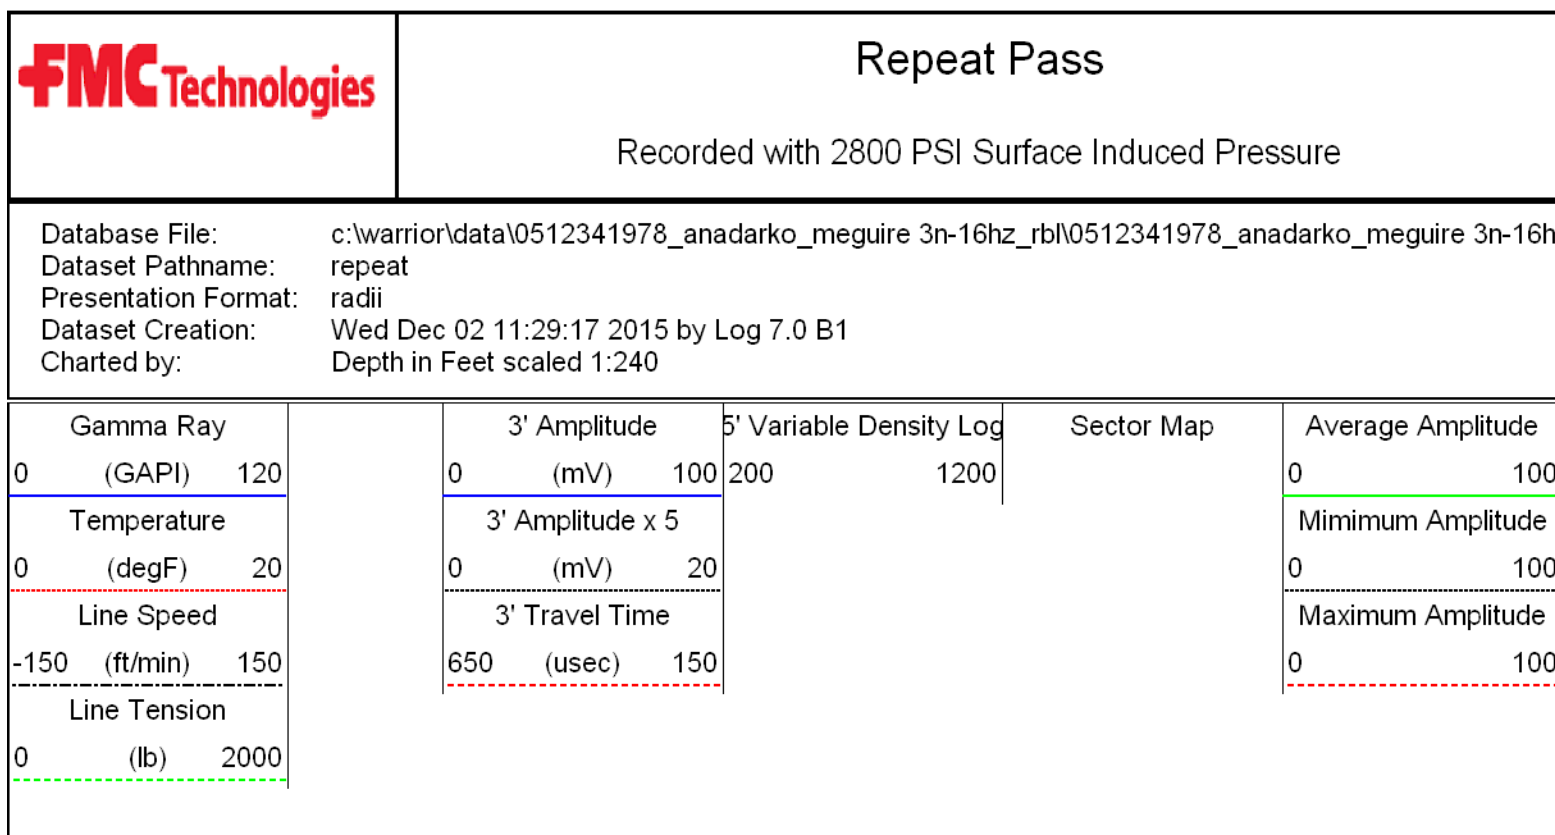 FMC Technologies
Repeat Pass
Recorded with 2800 PSI Surface Induced Pressure
Database File: c:\warrior\data\0512341978_anadarko_meguire 3n-16hz_rbl\0512341978_anadarko_meguire 3n-16h
Dataset Pathname: repeat
Presentation Format: radii
Dataset Creation: Wed Dec 02 11:29:17 2015 by Log 7.0 B1
Charted by: Depth in Feet scaled 1:240
Gamma Ray
0 (GAPI) 120
Temperature
0 (degF) 20
Line Speed
-150 (ft/min) 150
Line Tension
0 (lb) 2000
3' Amplitude
0 (mV) 100
3' Amplitude x 5
0 (mV) 20
3' Travel Time
650 (usec) 150
5' Variable Density Log
200 1200
Sector Map
Average Amplitude
0 100
Mimimum Amplitude
0 100
Maximum Amplitude
0 100